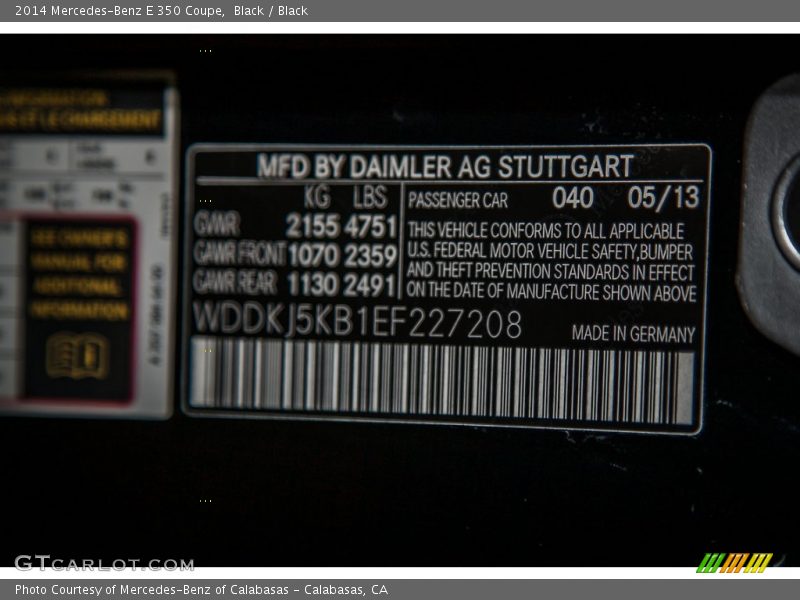 2014 Mercedes-Benz E 350 Coupe, Black / Black
MFD BY DAIMLER AG STUTTGART
KG LBS
GVWR 2155 4751
GAWR FRONT 1070 2359
GAWR REAR 1130 2491
PASSENGER CAR 040 05/13
THIS VEHICLE CONFORMS TO ALL APPLICABLE
U.S. FEDERAL MOTOR VEHICLE SAFETY,BUMPER
AND THEFT PREVENTION STANDARDS IN EFFECT
ON THE DATE OF MANUFACTURE SHOWN ABOVE
WDDKJ5KB1EF227208
MADE IN GERMANY
SEE OWNER'S
MANUAL FOR
ADDITIONAL
INFORMATION
GTCARLOT.COM
Photo Courtesy of Mercedes-Benz of Calabasas - Calabasas, CA